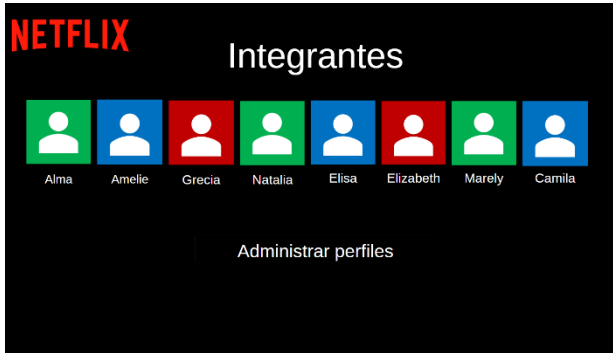 NETFLIX
Integrantes
Alma Amelie Grecia Natalia Elisa Elizabeth Marely Camila
Administrar perfiles